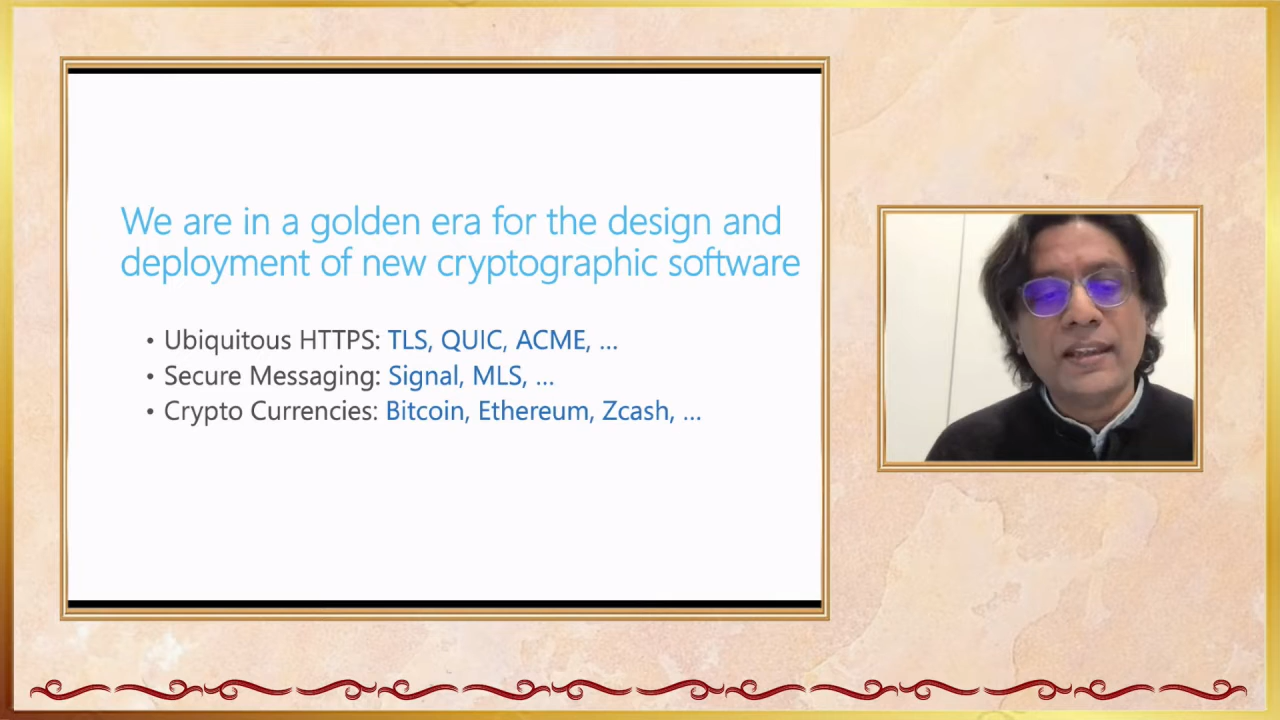 We are in a golden era for the design and
deployment of new cryptographic software
• Ubiquitous HTTPS: TLS, QUIC, ACME, ...
• Secure Messaging: Signal, MLS, ...
• Crypto Currencies: Bitcoin, Ethereum, Zcash, ...